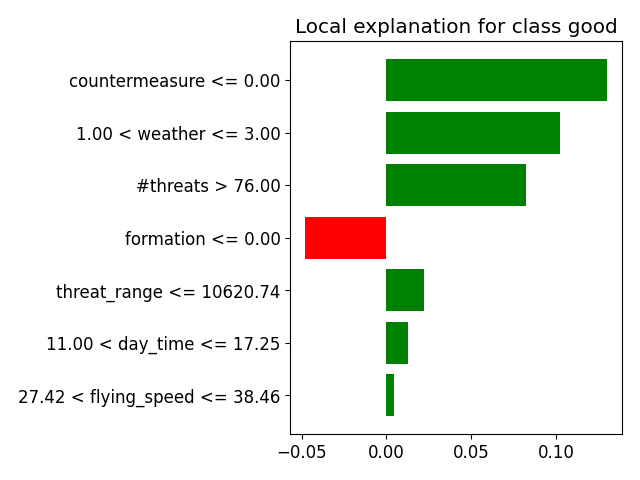 Local explanation for class good
countermeasure <= 0.00
1.00 < weather <= 3.00
#threats > 76.00
formation <= 0.00
threat_range <= 10620.74
11.00 < day_time <= 17.25
27.42 < flying_speed <= 38.46
−0.05 0.00 0.05 0.10